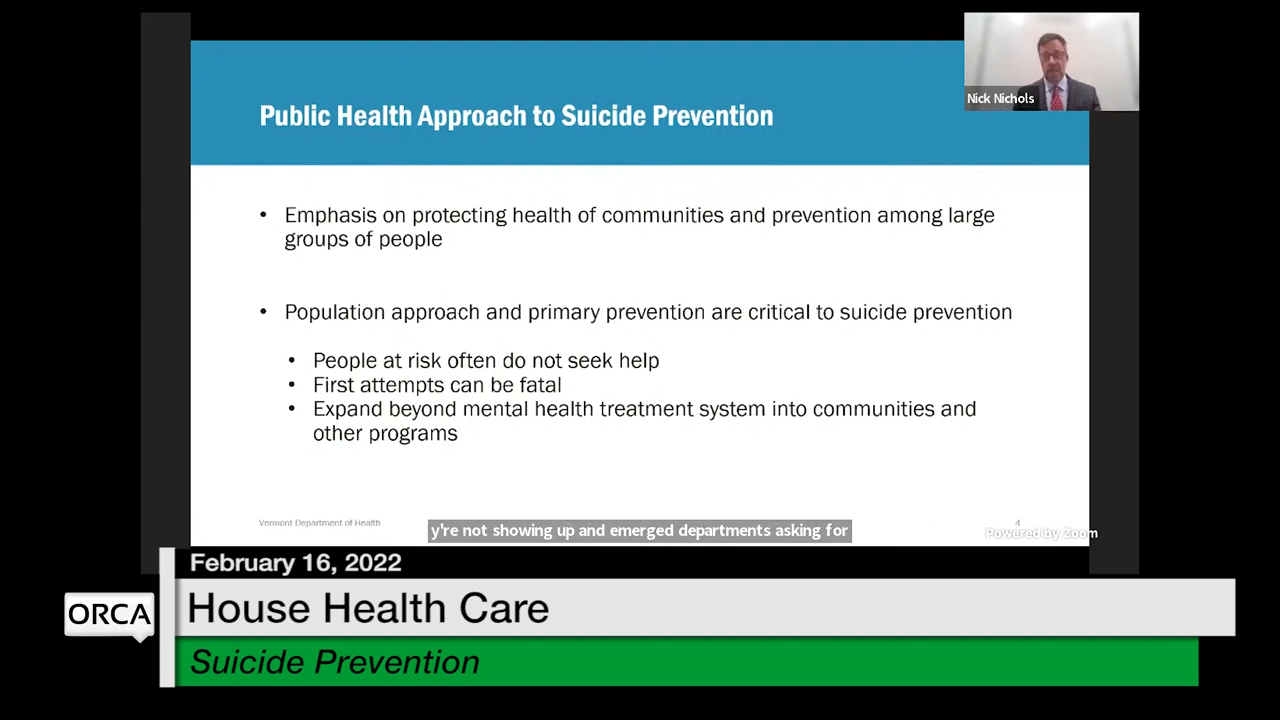 Nick Nichols
Public Health Approach to Suicide Prevention
• Emphasis on protecting health of communities and prevention among large
groups of people
• Population approach and primary prevention are critical to suicide prevention
• People at risk often do not seek help
• First attempts can be fatal
• Expand beyond mental health treatment system into communities and
other programs
Vermont Department of Health
4
y're not showing up and emerged departments asking for
Powered by Zoom
February 16, 2022
ORCA
House Health Care
Suicide Prevention